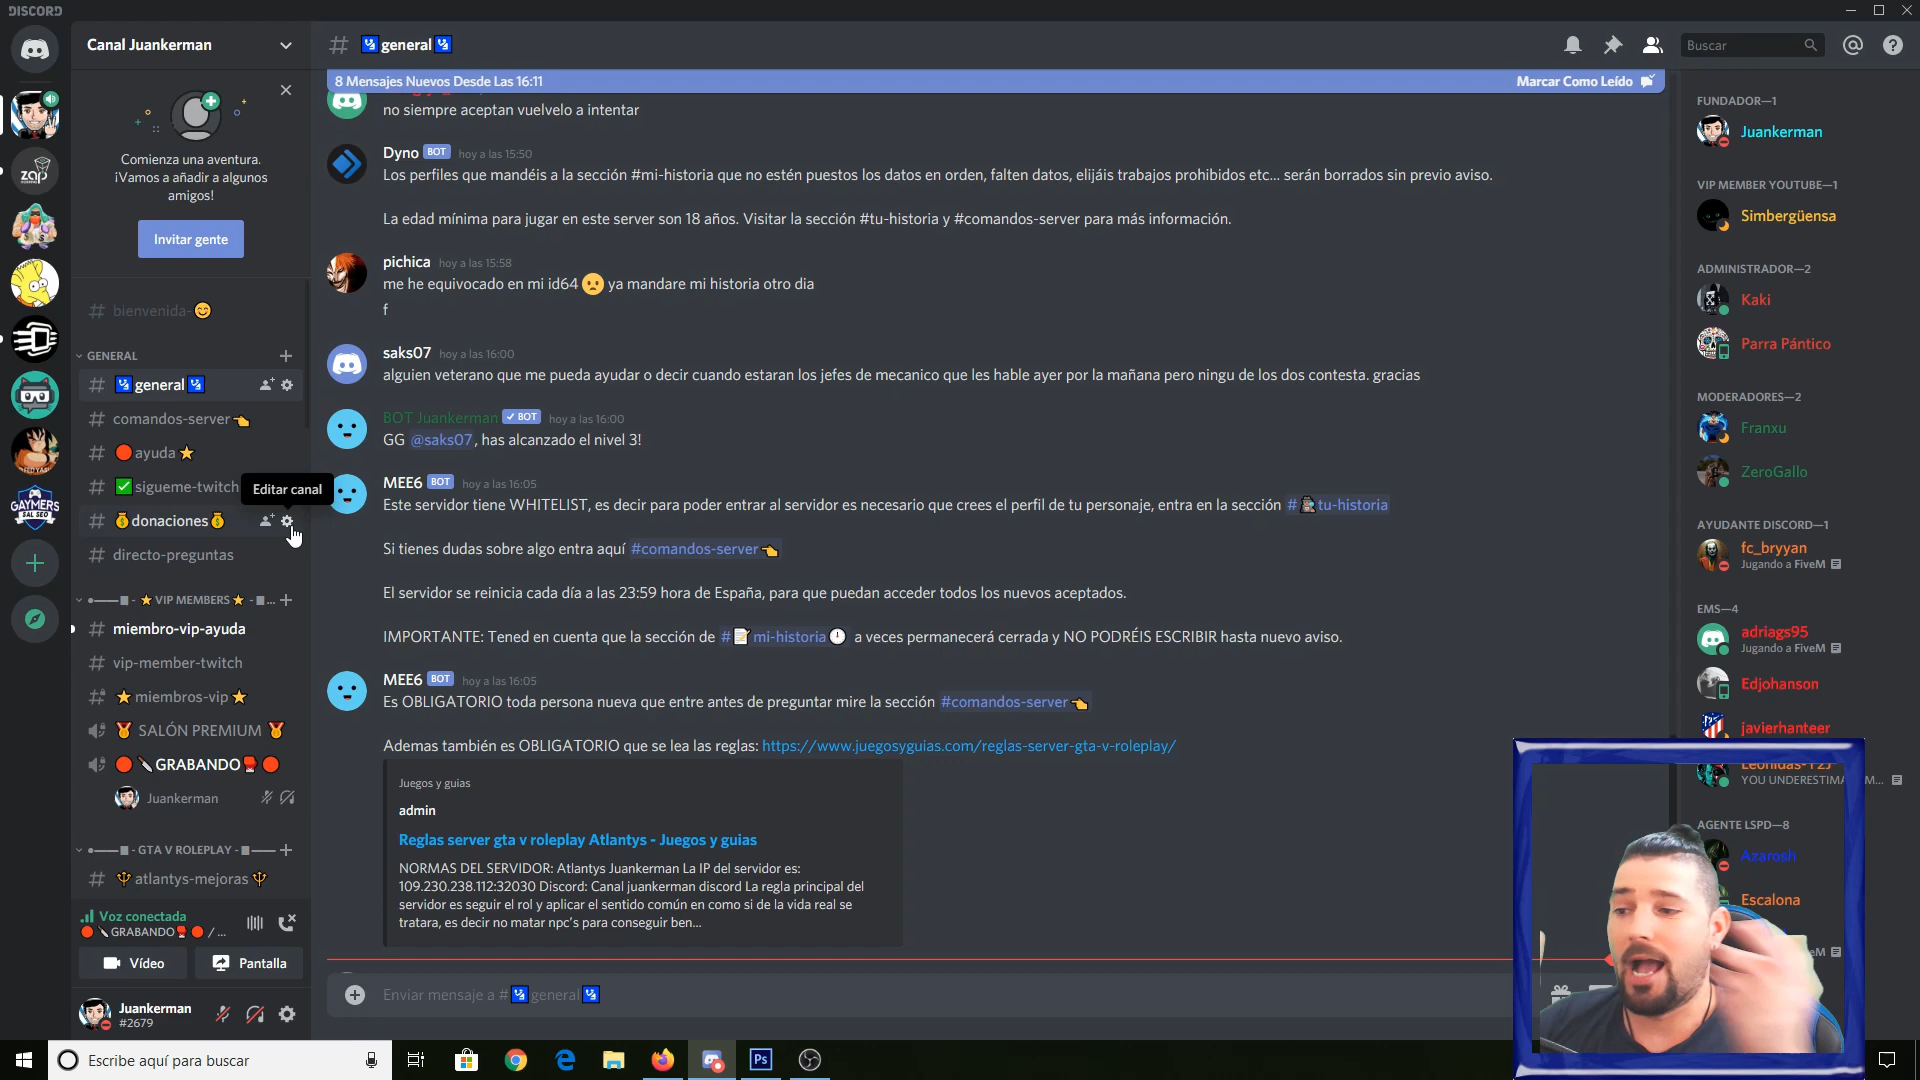 DISCORD
Canal Juankerman
general
Buscar
Comienza una aventura.
¡Vamos a añadir a algunos
amigos!
Invitar gente
bienvenida-
GENERAL
general
comandos-server
ayuda
sigueme-twitch
Editar canal
donaciones
directo-preguntas
VIP MEMBERS
miembro-vip-ayuda
vip-member-twitch
miembros-vip
SALÓN PREMIUM
GRABANDO
Juankerman
- GTA V ROLEPLAY -
atlantys-mejoras
Voz conectada
GRABANDO / ...
Vídeo
Pantalla
Juankerman
#2679
8 Mensajes Nuevos Desde Las 16:11
Marcar Como Leído
no siempre aceptan vuelvelo a intentar
Dyno BOT hoy a las 15:50
Los perfiles que mandéis a la sección #mi-historia que no estén puestos los datos en orden, falten datos, elijáis trabajos prohibidos etc... serán borrados sin previo aviso.
La edad mínima para jugar en este server son 18 años. Visitar la sección #tu-historia y #comandos-server para más información.
pichica hoy a las 15:58
me he equivocado en mi id64 ya mandare mi historia otro dia
f
saks07 hoy a las 16:00
alguien veterano que me pueda ayudar o decir cuando estaran los jefes de mecanico que les hable ayer por la mañana pero ningu de los dos contesta. gracias
BOT Juankerman BOT hoy a las 16:00
GG @saks07, has alcanzado el nivel 3!
MEE6 BOT hoy a las 16:05
Este servidor tiene WHITELIST, es decir para poder entrar al servidor es necesario que crees el perfil de tu personaje, entra en la sección # tu-historia
Si tienes dudas sobre algo entra aquí #comandos-server
El servidor se reinicia cada día a las 23:59 hora de España, para que puedan acceder todos los nuevos aceptados.
IMPORTANTE: Tened en cuenta que la sección de # mi-historia a veces permanecerá cerrada y NO PODRÉIS ESCRIBIR hasta nuevo aviso.
MEE6 BOT hoy a las 16:05
Es OBLIGATORIO toda persona nueva que entre antes de preguntar mire la sección #comandos-server
Ademas también es OBLIGATORIO que se lea las reglas: https://www.juegosyguias.com/reglas-server-gta-v-roleplay/
Juegos y guias
admin
Reglas server gta v roleplay Atlantys - Juegos y guias
NORMAS DEL SERVIDOR: Atlantys Juankerman La IP del servidor es:
109.230.238.112:32030 Discord: Canal juankerman discord La regla principal del
servidor es seguir el rol y aplicar el sentido común en como si de la vida real se
tratara, es decir no matar npc's para conseguir ben...
Enviar mensaje a # general
FUNDADOR—1
Juankerman
VIP MEMBER YOUTUBE—1
Simbergüensa
ADMINISTRADOR—2
Kaki
Parra Pántico
MODERADORES—2
Franxu
ZeroGallo
AYUDANTE DISCORD—1
fc_bryyan
Jugando a FiveM
EMS—4
adriags95
Jugando a FiveM
Edjohanson
javierhanteer
Leonidas-Y2J
YOU UNDERESTIMA M...
AGENTE LSPD—8
Azarosh
Escalona
zap
GAYMERS
SAL SEO
Escribe aquí para buscar
Ps